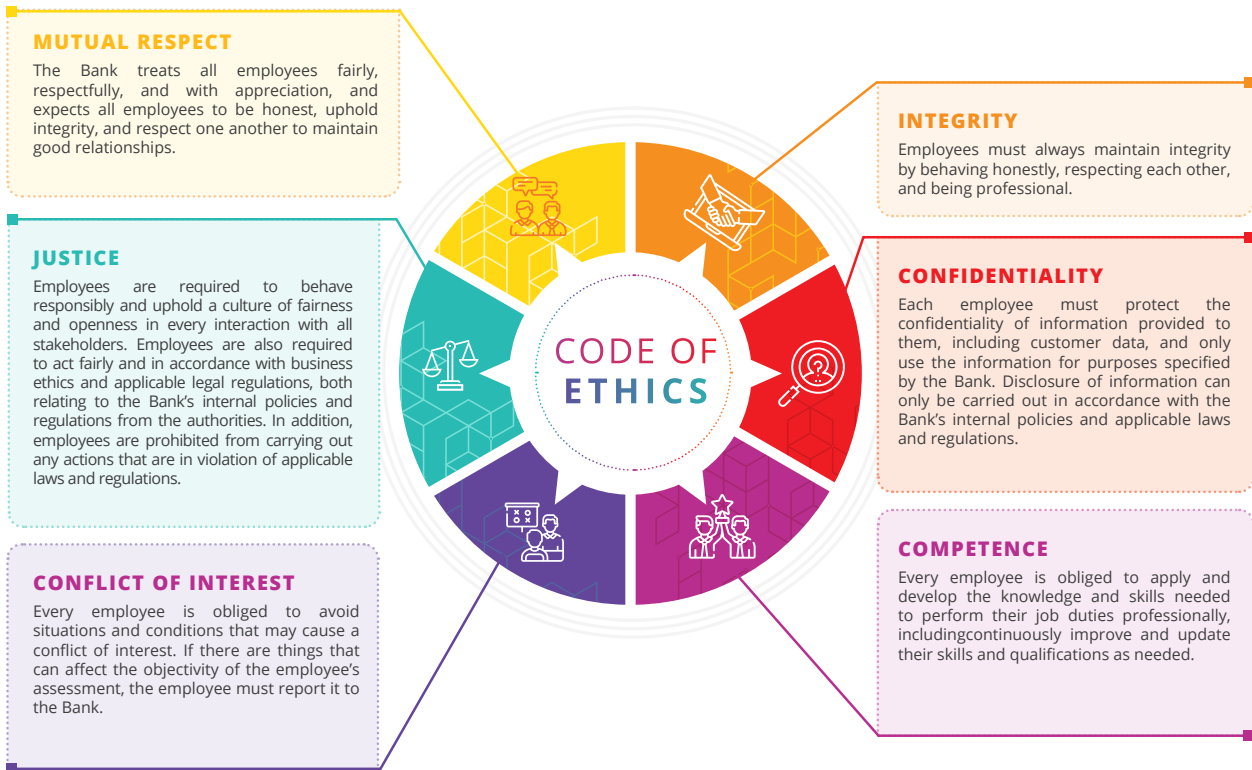 MUTUAL RESPECT
The Bank treats all employees fairly,
respectfully, and with appreciation, and
expects all employees to be honest, uphold
integrity, and respect one another to maintain
good relationships.
JUSTICE
Employees are required to behave
responsibly and uphold a culture of fairness
and openness in every interaction with all
stakeholders. Employees are also required
to act fairly and in accordance with business
ethics and applicable legal regulations, both
relating to the Bank’s internal policies and
regulations from the authorities. In addition,
employees are prohibited from carrying out
any actions that are in violation of applicable
laws and regulations.
CONFLICT OF INTEREST
Every employee is obliged to avoid
situations and conditions that may cause a
conflict of interest. If there are things that
can affect the objectivity of the employee’s
assessment, the employee must report it to
the Bank.
CODE OF
ETHICS
INTEGRITY
Employees must always maintain integrity
by behaving honestly, respecting each other,
and being professional.
CONFIDENTIALITY
Each employee must protect the
confidentiality of information provided to
them, including customer data, and only
use the information for purposes specified
by the Bank. Disclosure of information can
only be carried out in accordance with the
Bank’s internal policies and applicable laws
and regulations.
COMPETENCE
Every employee is obliged to apply and
develop the knowledge and skills needed
to perform their job duties professionally,
includingcontinuously improve and update
their skills and qualifications as needed.